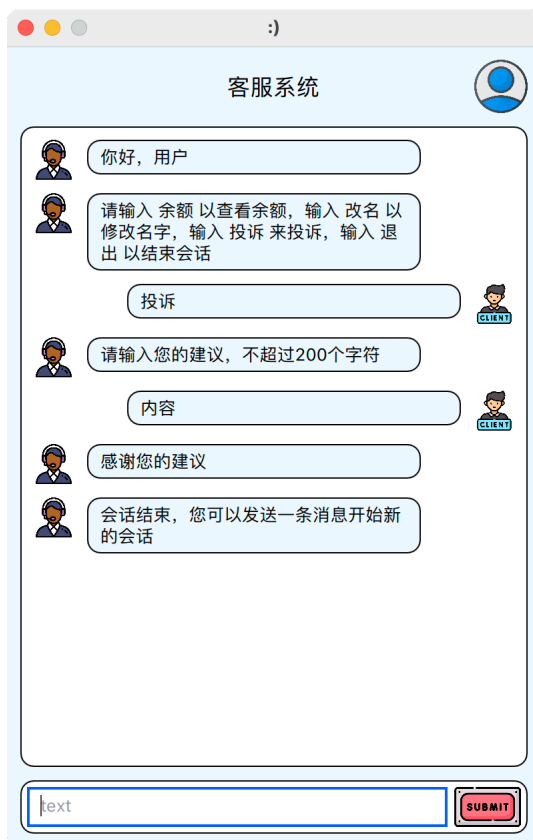 :)
客服系统
你好，用户
请输入 余额 以查看余额，输入 改名 以
修改名字，输入 投诉 来投诉，输入 退
出 以结束会话
投诉
CLIENT
请输入您的建议，不超过200个字符
内容
CLIENT
感谢您的建议
会话结束，您可以发送一条消息开始新
的会话
text
SUBMIT